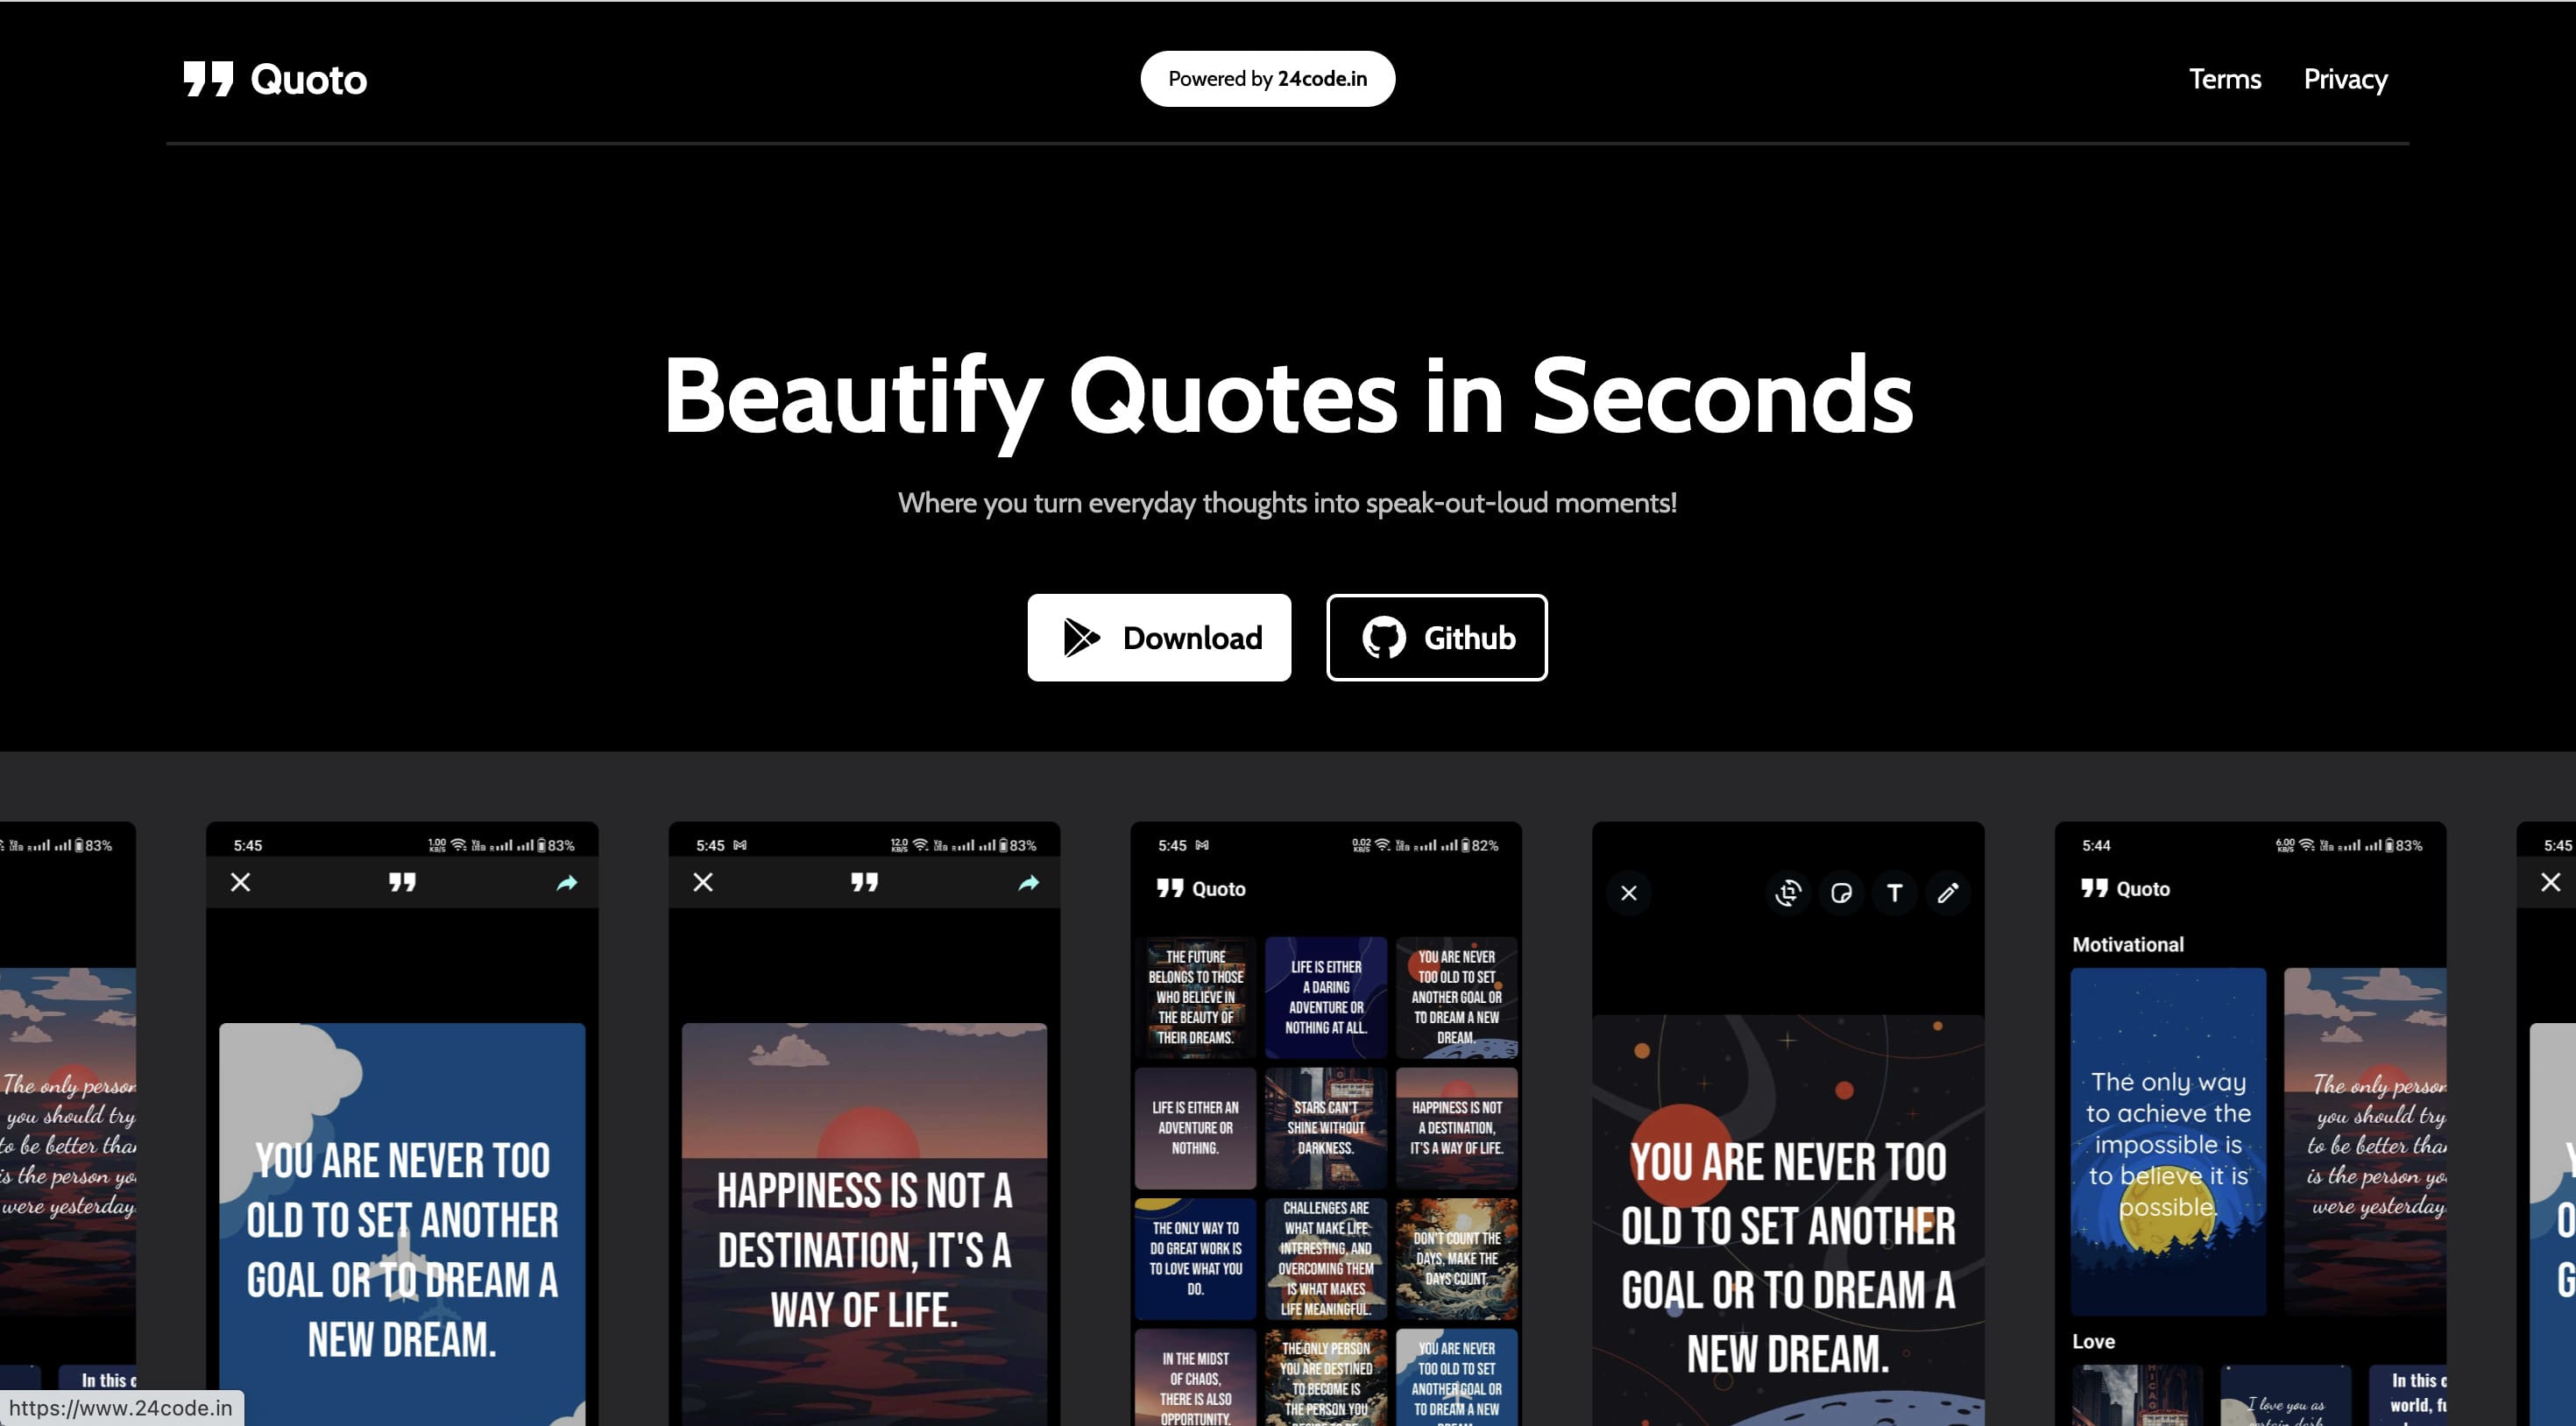 Quoto
Powered by 24code.in
Terms
Privacy
Beautify Quotes in Seconds
Where you turn everyday thoughts into speak-out-loud moments!
Download
Github
83%
The only person
you should try
to be better than
is the person you
were yesterday
In this c
5:45
1.00
KB/S
83%
YOU ARE NEVER TOO
OLD TO SET ANOTHER
GOAL OR TO DREAM A
NEW DREAM.
5:45
12.0
KB/S
83%
HAPPINESS IS NOT A
DESTINATION, IT'S A
WAY OF LIFE.
5:45
0.02
KB/S
82%
Quoto
THE FUTURE
BELONGS TO THOSE
WHO BELIEVE IN
THE BEAUTY OF
THEIR DREAMS.
LIFE IS EITHER
A DARING
ADVENTURE OR
NOTHING AT ALL.
YOU ARE NEVER
TOO OLD TO SET
ANOTHER GOAL OR
TO DREAM A NEW
DREAM.
LIFE IS EITHER AN
ADVENTURE OR
NOTHING.
STARS CAN'T
SHINE WITHOUT
DARKNESS.
HAPPINESS IS NOT
A DESTINATION,
IT'S A WAY OF LIFE.
THE ONLY WAY TO
DO GREAT WORK IS
TO LOVE WHAT YOU
DO.
CHALLENGES ARE
WHAT MAKE LIFE
INTERESTING, AND
OVERCOMING THEM
IS WHAT MAKES
LIFE MEANINGFUL.
DON'T COUNT THE
DAYS, MAKE THE
DAYS COUNT.
IN THE MIDST
OF CHAOS,
THERE IS ALSO
OPPORTUNITY.
THE ONLY PERSON
YOU ARE DESTINED
TO BECOME IS
THE PERSON YOU
YOU ARE NEVER
TOO OLD TO SET
ANOTHER GOAL OR
TO DREAM A NEW
T
YOU ARE NEVER TOO
OLD TO SET ANOTHER
GOAL OR TO DREAM A
NEW DREAM.
5:44
6.00
KB/S
83%
Quoto
Motivational
The only way
to achieve the
impossible is
to believe it is
possible.
The only person
you should try
to be better than
is the person you
were yesterday
Love
I love you as
In this c
world, fu
5:45
https://www.24code.in